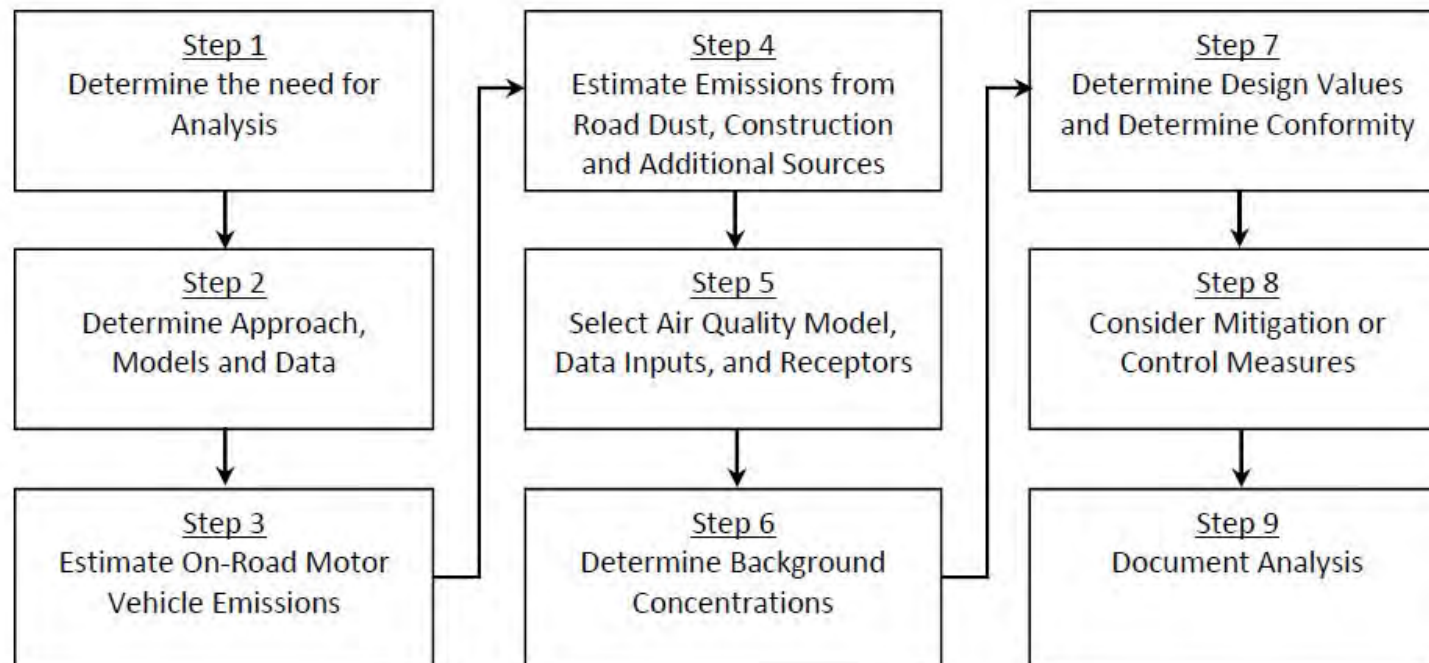 Step 1
Determine the need for
Analysis
Step 2
Determine Approach,
Models and Data
Step 3
Estimate On-Road Motor
Vehicle Emissions
Step 4
Estimate Emissions from
Road Dust, Construction
and Additional Sources
Step 5
Select Air Quality Model,
Data Inputs, and Receptors
Step 6
Determine Background
Concentrations
Step 7
Determine Design Values
and Determine Conformity
Step 8
Consider Mitigation or
Control Measures
Step 9
Document Analysis